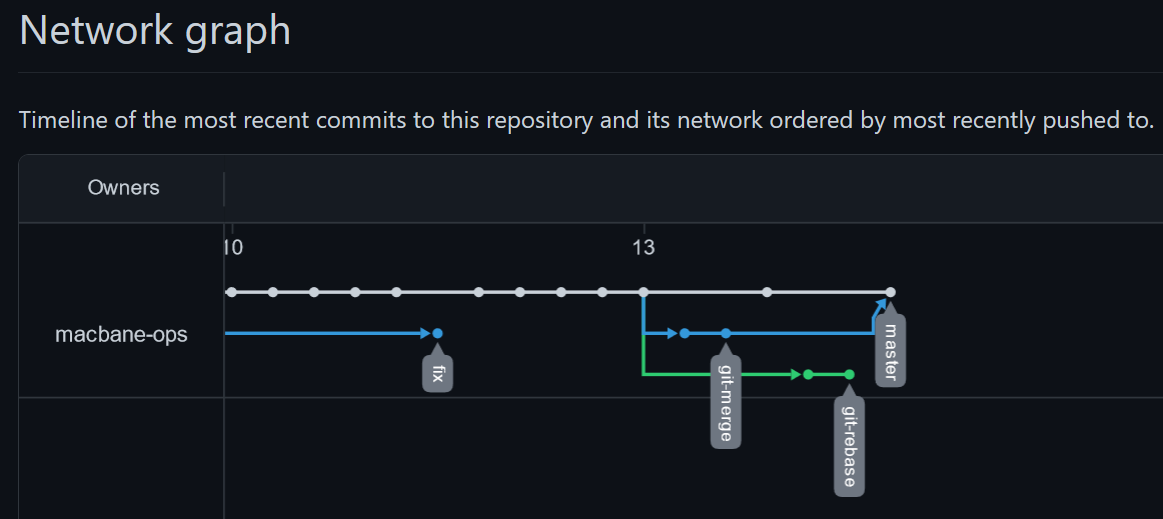 Network graph
Timeline of the most recent commits to this repository and its network ordered by most recently pushed to.
Owners
10
13
macbane-ops
fix
git-merge
master
git-rebase